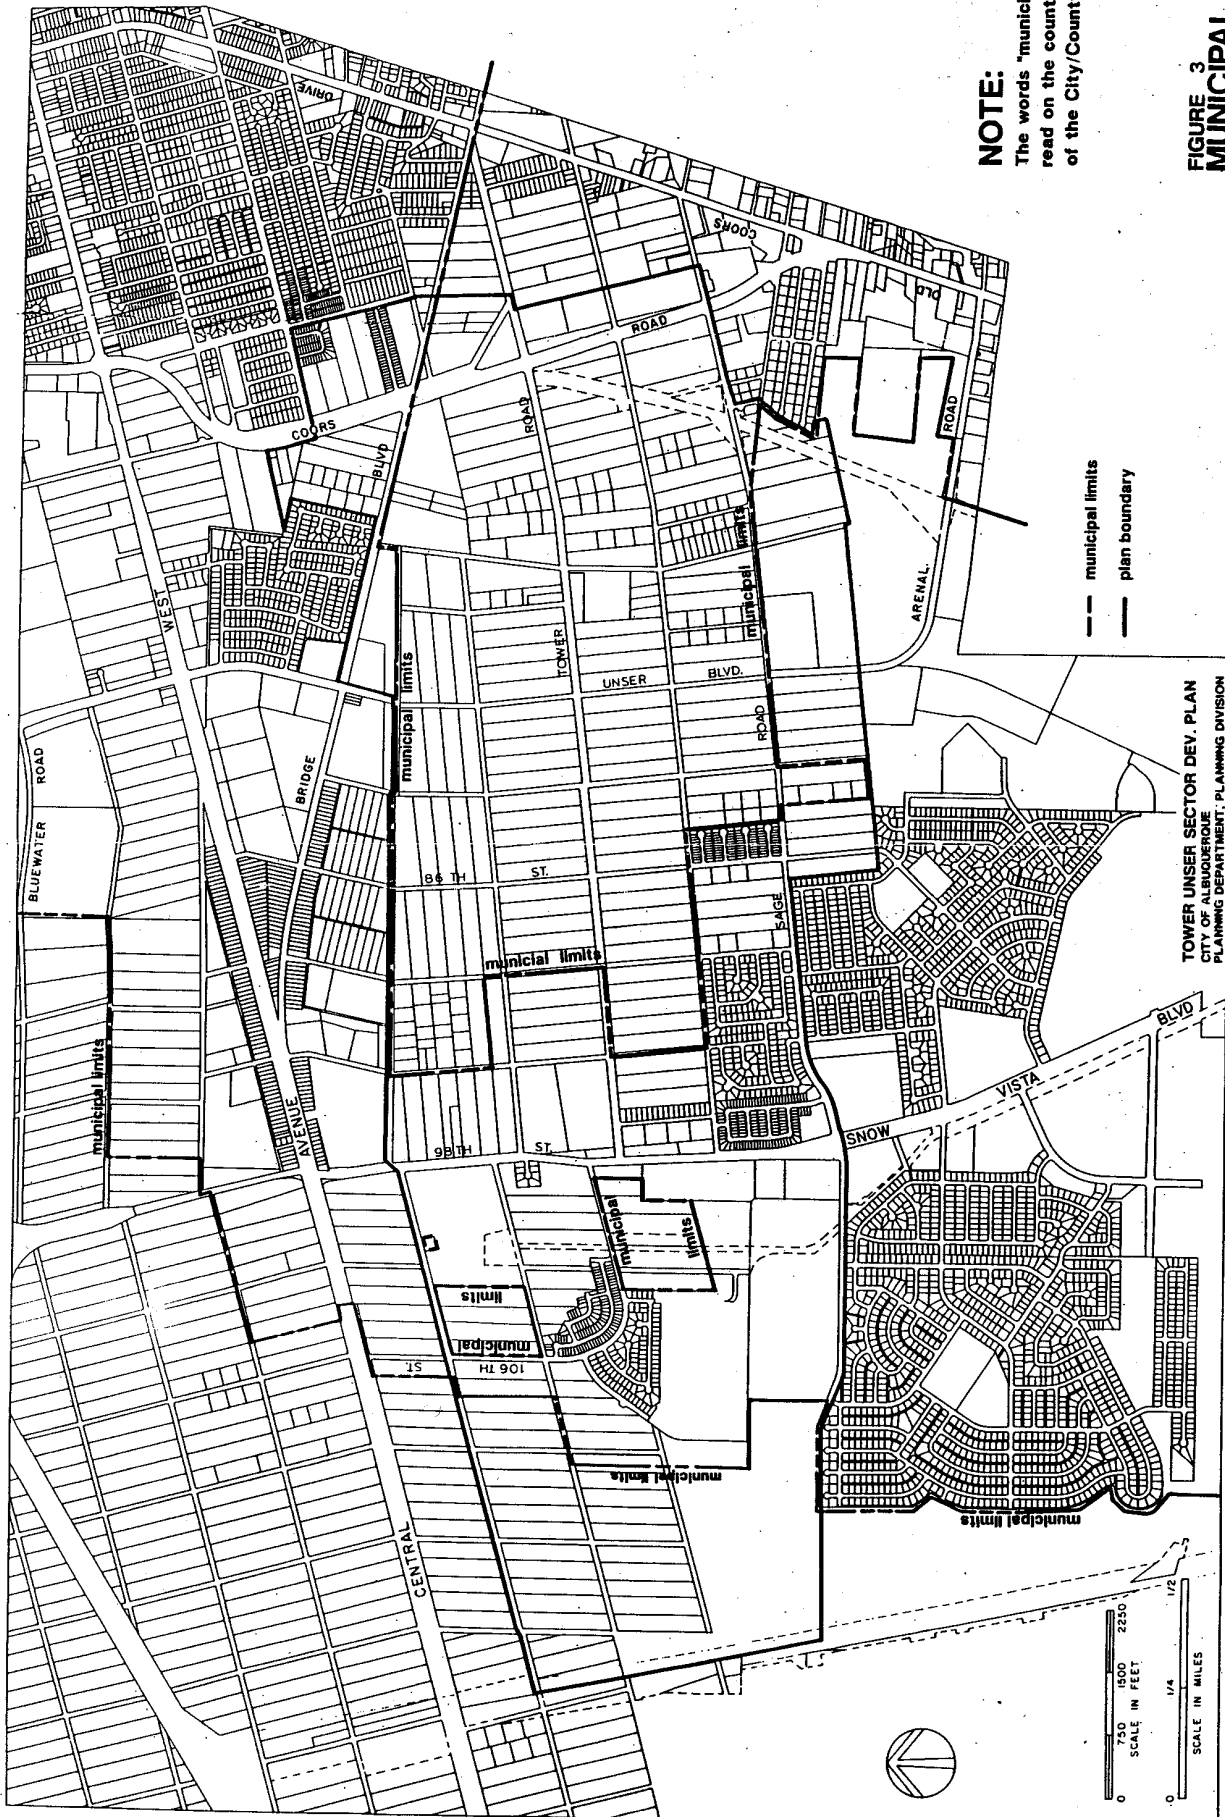 NOTE:
The words "munici
read on the count
of the City/Count
FIGURE 3
MUNICIPAL
municipal limits
plan boundary
TOWER UNSER SECTOR DEV. PLAN
CITY OF ALBUQUERQUE
PLANNING DEPARTMENT, PLANNING DIVISION
0 750 1500 2250
SCALE IN FEET
0 1/4 1/2
SCALE IN MILES
BLUEWATER ROAD
municipal limits
WEST
CENTRAL
AVENUE
BRIDGE
BLVD
COORS
ROAD
COORS
OLD
DRIVE
ROAD
TOWER
UNSER
BLVD.
municipal limits
municipal limits
ROAD
SAGE
ARENAL
ROAD
86 TH ST.
municial limits
98 TH ST.
municipal
limits
municipal
limits
106 TH
ST.
municipal limits
SNOW
VISTA
BLVD
municipal limits